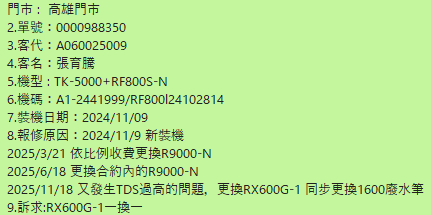 門市： 高雄門市
2.單號：0000988350
3.客代：A060025009
4.客名：張育騰
5.機型 : TK-5000+RF800S-N
6.機碼：A1-2441999/RF800l24102814
7.裝機日期：2024/11/09
8.報修原因：2024/11/9 新裝機
2025/3/21 依比例收費更換R9000-N
2025/6/18 更換合約內的R9000-N
2025/11/18 又發生TDS過高的問題，更換RX600G-1 同步更換1600廢水筆
9.訴求:RX600G-1一換一